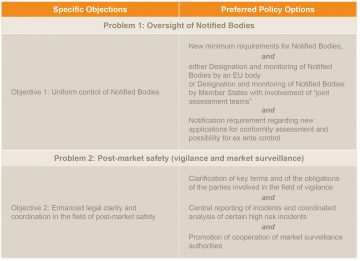 Specific Objectives
Preferred Policy Options
Problem 1: Oversight of Notified Bodies
Objective 1: Uniform control of Notified Bodies
New minimum requirements for Notified Bodies,
and
either Designation and monitoring of Notified
Bodies by an EU body
or Designation and monitoring of Notified Bodies
by Member States with involvement of "joint
assessment teams"
and
Notification requirement regarding new
applications for conformity assessment and
possibility for ex ante control
Problem 2: Post-market safety (vigilance and market surveillance)
Objective 2: Enhanced legal clarity and
coordination in the field of post-market safety
Clarification of key terms and of the obligations
of the parties involved in the field of vigilance
and
Central reporting of incidents and coordinated
analysis of certain high risk incidents
and
Promotion of cooperation of market surveillance
authorities